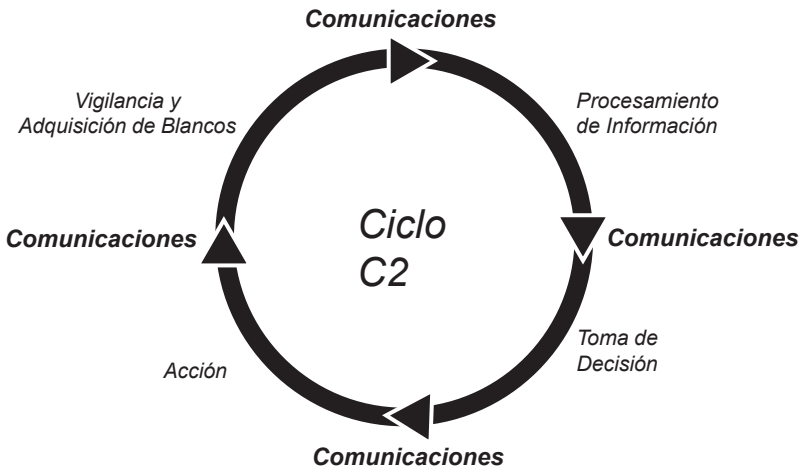 Comunicaciones
Vigilancia y
Adquisición de Blancos
Procesamiento
de Información
Ciclo
C2
Comunicaciones
Comunicaciones
Toma de
Decisión
Acción
Comunicaciones